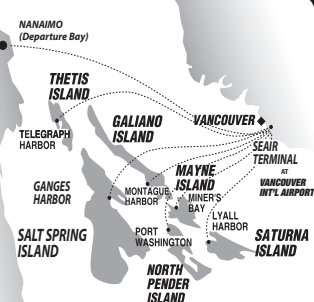 NANAIMO
(Departure Bay)
THETIS
ISLAND
GALIANO
ISLAND
VANCOUVER
TELEGRAPH
HARBOR
SEAIR
TERMINAL
AT
VANCOUVER
INT'L AIRPORT
MAYNE
ISLAND
GANGES
HARBOR
MONTAGUE
HARBOR
MINER'S
BAY
LYALL
HARBOR
SALT SPRING
ISLAND
PORT
WASHINGTON
SATURNA
ISLAND
NORTH
PENDER
ISLAND